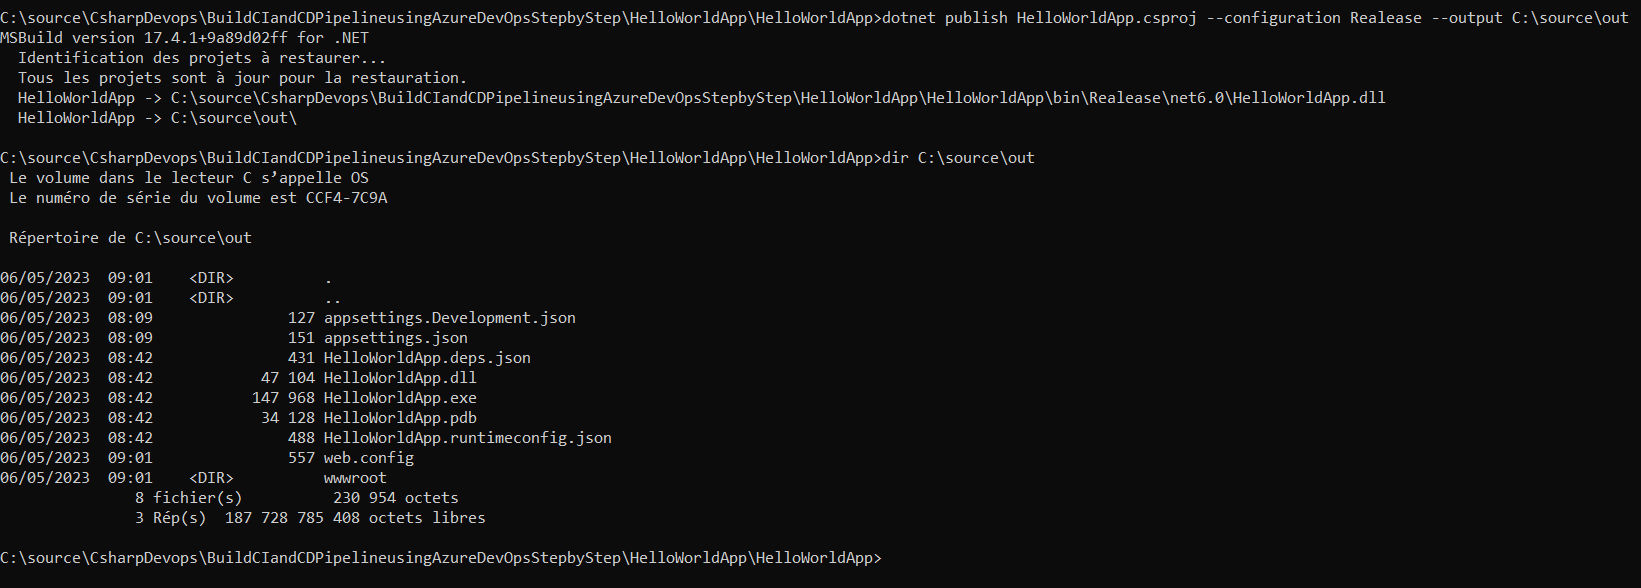 C:\source\CsharpDevops\BuildCIandCDPipelineusingAzureDevOpsStepbyStep\HelloWorldApp\HelloWorldApp>dotnet publish HelloWorldApp.csproj --configuration Realease --output C:\source\out
MSBuild version 17.4.1+9a89d02ff for .NET
  Identification des projets à restaurer...
  Tous les projets sont à jour pour la restauration.
  HelloWorldApp -> C:\source\CsharpDevops\BuildCIandCDPipelineusingAzureDevOpsStepbyStep\HelloWorldApp\HelloWorldApp\bin\Realease\net6.0\HelloWorldApp.dll
  HelloWorldApp -> C:\source\out\

C:\source\CsharpDevops\BuildCIandCDPipelineusingAzureDevOpsStepbyStep\HelloWorldApp\HelloWorldApp>dir C:\source\out
 Le volume dans le lecteur C s’appelle OS
 Le numéro de série du volume est CCF4-7C9A

 Répertoire de C:\source\out

06/05/2023  09:01    <DIR>          .
06/05/2023  09:01    <DIR>          ..
06/05/2023  08:09               127 appsettings.Development.json
06/05/2023  08:09               151 appsettings.json
06/05/2023  08:42               431 HelloWorldApp.deps.json
06/05/2023  08:42            47 104 HelloWorldApp.dll
06/05/2023  08:42           147 968 HelloWorldApp.exe
06/05/2023  08:42            34 128 HelloWorldApp.pdb
06/05/2023  08:42               488 HelloWorldApp.runtimeconfig.json
06/05/2023  09:01               557 web.config
06/05/2023  09:01    <DIR>          wwwroot
               8 fichier(s)          230 954 octets
               3 Rép(s)  187 728 785 408 octets libres

C:\source\CsharpDevops\BuildCIandCDPipelineusingAzureDevOpsStepbyStep\HelloWorldApp\HelloWorldApp>